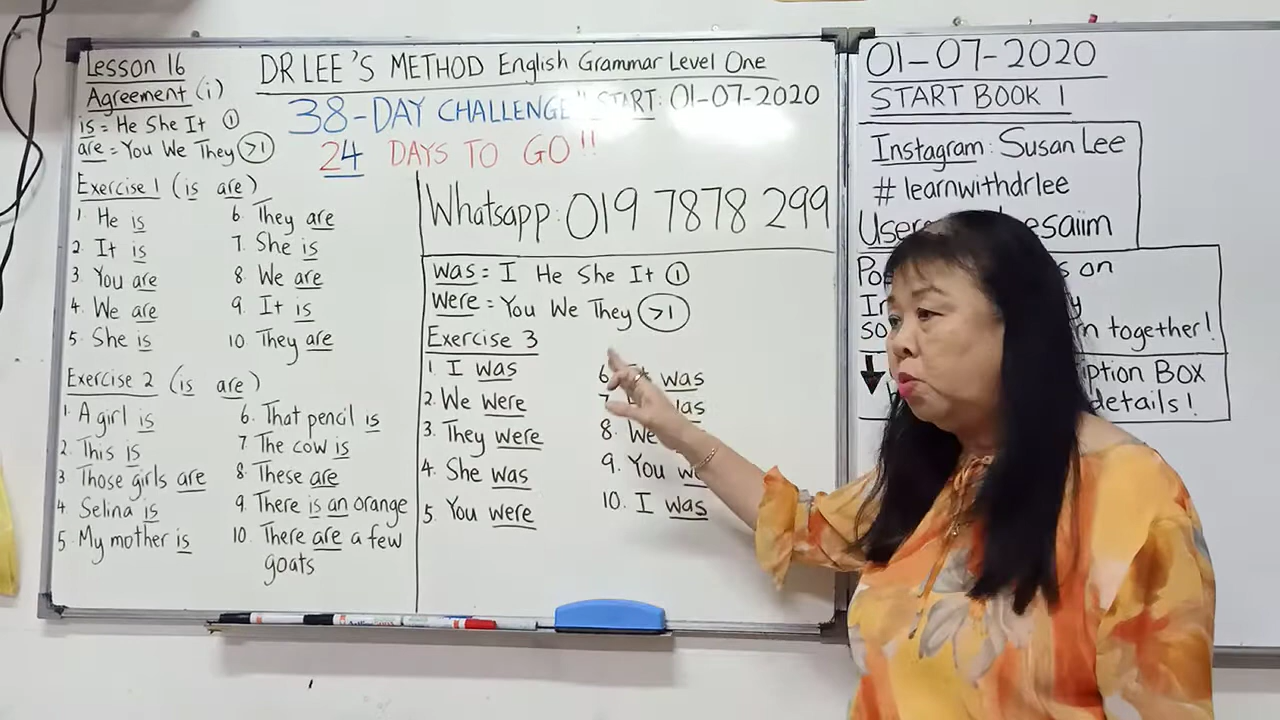 Lesson 16
Agreement (i)
is = He She It ①
are = You We They >1
Exercise 1 (is are)
1. He is
2. It is
3. You are
4. We are
5. She is
6. They are
7. She is
8. We are
9. It is
10. They are
Exercise 2 (is are)
1. A girl is
2. This is
3. Those girls are
4. Selina is
5. My mother is
6. That pencil is
7. The cow is
8. These are
9. There is an orange
10. There are a few
goats
DR LEE'S METHOD English Grammar Level One
38-DAY CHALLENGE" START: 01-07-2020
24 DAYS TO GO!!
Whatsapp: 019 7878 299
was = I He She It ①
were = You We They >1
Exercise 3
1. I was
2. We were
3. They were
4. She was
5. You were
6. was
7.
8. We
9. You
10. I was
01-07-2020
START BOOK 1
Instagram: Susan Lee
# learnwithdrlee
on
together!
Box
details!